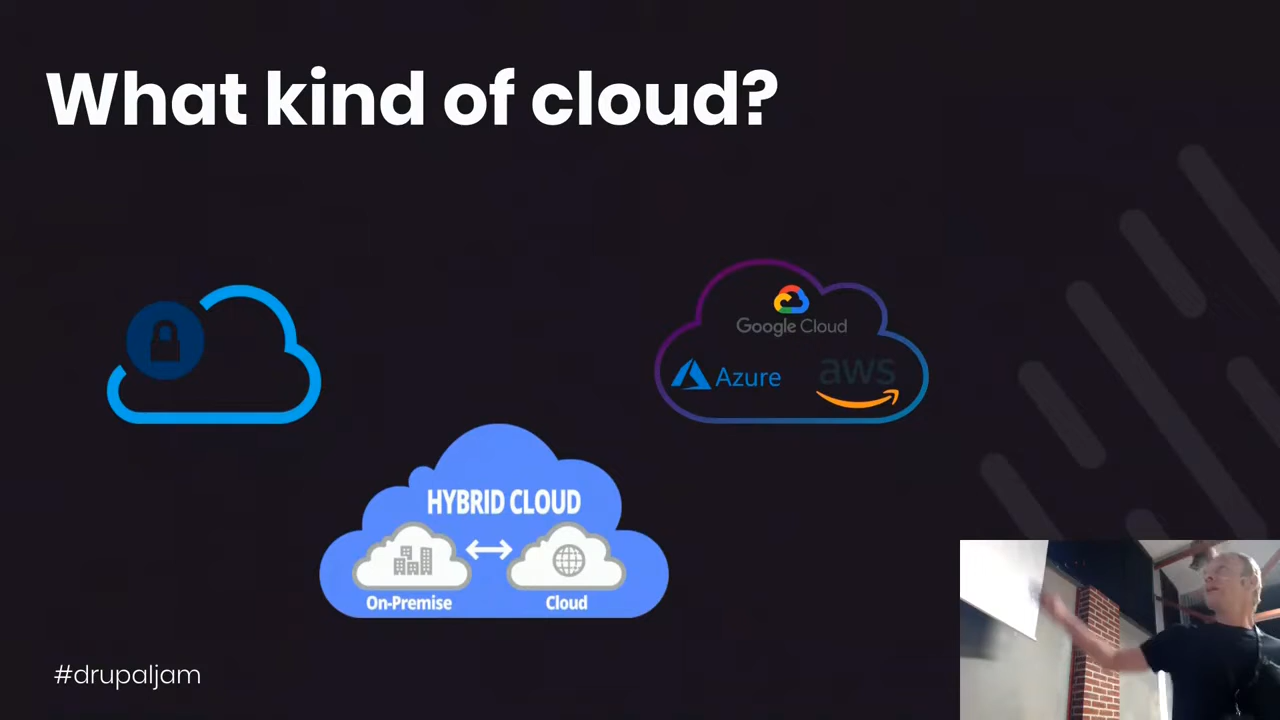 What kind of cloud?
Google Cloud
Azure
aws
HYBRID CLOUD
On-Premise
Cloud
#drupaljam